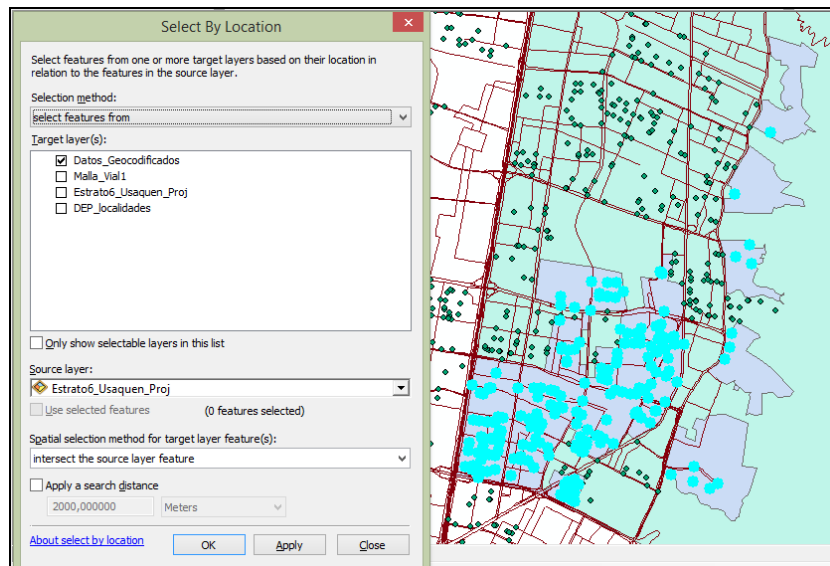 Select By Location
Select features from one or more target layers based on their location in
relation to the features in the source layer.
Selection method:
select features from
Target layer(s):
Datos_Geocodificados
Malla_Vial1
Estrato6_Usaquen_Proj
DEP_localidades
Only show selectable layers in this list
Source layer:
Estrato6_Usaquen_Proj
Use selected features (0 features selected)
Spatial selection method for target layer feature(s):
intersect the source layer feature
Apply a search distance
2000,000000 Meters
About select by location OK Apply Close